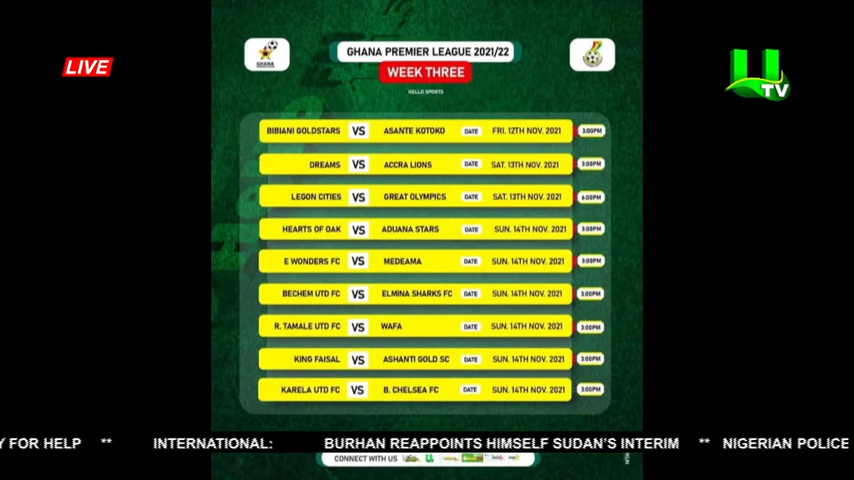 LIVE
GHANA
GHANA PREMIER LEAGUE 2021/22
WEEK THREE
HELLO SPORTS
U TV
BIBIANI GOLDSTARS VS ASANTE KOTOKO DATE FRI. 12TH NOV. 2021 3:00PM
DREAMS VS ACCRA LIONS DATE SAT. 13TH NOV. 2021 3:00PM
LEGON CITIES VS GREAT OLYMPICS DATE SAT. 13TH NOV. 2021 6:00PM
HEARTS OF OAK VS ADUANA STARS DATE SUN. 14TH NOV. 2021 3:00PM
E WONDERS FC VS MEDEAMA DATE SUN. 14TH NOV. 2021 3:00PM
BECHEM UTD FC VS ELMINA SHARKS FC DATE SUN. 14TH NOV. 2021 3:00PM
R. TAMALE UTD FC VS WAFA DATE SUN. 14TH NOV. 2021 3:00PM
KING FAISAL VS ASHANTI GOLD SC DATE SUN. 14TH NOV. 2021 3:00PM
KARELA UTD FC VS B. CHELSEA FC DATE SUN. 14TH NOV. 2021 3:00PM
Y FOR HELP ** INTERNATIONAL: BURHAN REAPPOINTS HIMSELF SUDAN'S INTERIM ** NIGERIAN POLICE
CONNECT WITH US